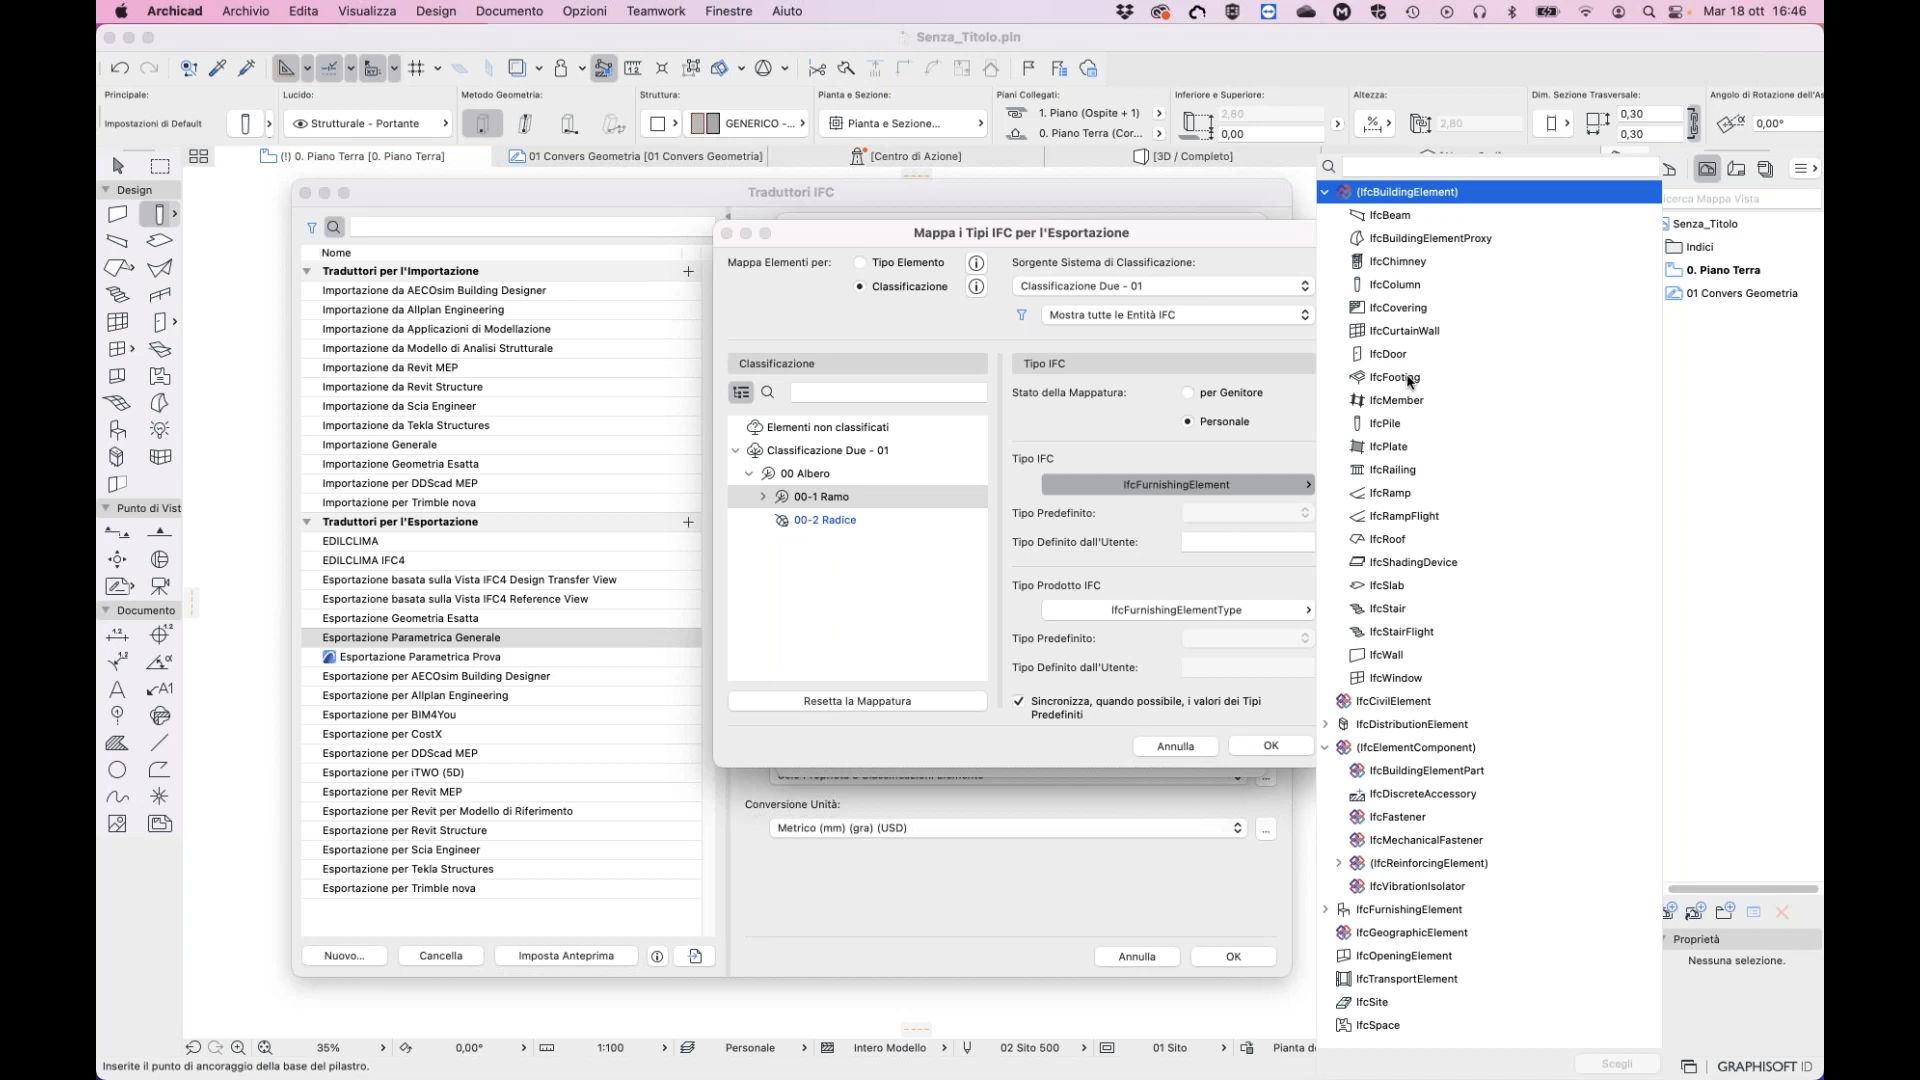 Archicad Archivio Edita Visualizza Design Documento Opzioni Teamwork Finestre Aiuto Mar 18 ott 16:46
Senza_Titolo.pln
Principale: Lucido: Metodo Geometria: Struttura: Pianta e Sezione: Piani Collegati: Inferiore e Superiore: Altezza: Dim. Sezione Trasversale: Angolo di Rotazione dell'As
Impostazioni di Default Strutturale - Portante GENERICO -... Pianta e Sezione...
1. Piano (Ospite + 1) 2,80 2,80 0,30 0,00°
0. Piano Terra (Cor... 0,00 0,30
(!) 0. Piano Terra [0. Piano Terra] 01 Convers Geometria [01 Convers Geometria] [Centro di Azione] [3D / Completo]
Design
Punto di Vist
Documento
Traduttori IFC
Nome
Traduttori per l'Importazione
Importazione da AECOsim Building Designer
Importazione da Allplan Engineering
Importazione da Applicazioni di Modellazione
Importazione da Modello di Analisi Strutturale
Importazione da Revit MEP
Importazione da Revit Structure
Importazione da Scia Engineer
Importazione da Tekla Structures
Importazione Generale
Importazione Geometria Esatta
Importazione per DDScad MEP
Importazione per Trimble nova
Traduttori per l'Esportazione
EDILCLIMA
EDILCLIMA IFC4
Esportazione basata sulla Vista IFC4 Design Transfer View
Esportazione basata sulla Vista IFC4 Reference View
Esportazione Geometria Esatta
Esportazione Parametrica Generale
Esportazione Parametrica Prova
Esportazione per AECOsim Building Designer
Esportazione per Allplan Engineering
Esportazione per BIM4You
Esportazione per CostX
Esportazione per DDScad MEP
Esportazione per iTWO (5D)
Esportazione per Revit MEP
Esportazione per Revit per Modello di Riferimento
Esportazione per Revit Structure
Esportazione per Scia Engineer
Esportazione per Tekla Structures
Esportazione per Trimble nova
Nuovo... Cancella Imposta Anteprima
Mappa i Tipi IFC per l'Esportazione
Mappa Elementi per: Tipo Elemento
Classificazione
Sorgente Sistema di Classificazione:
Classificazione Due - 01
Mostra tutte le Entità IFC
Classificazione
Elementi non classificati
Classificazione Due - 01
00 Albero
00-1 Ramo
00-2 Radice
Resetta la Mappatura
Tipo IFC
Stato della Mappatura: per Genitore
Personale
Tipo IFC
IfcFurnishingElement
Tipo Predefinito:
Tipo Definito dall'Utente:
Tipo Prodotto IFC
IfcFurnishingElementType
Tipo Predefinito:
Tipo Definito dall'Utente:
Sincronizza, quando possibile, i valori dei Tipi
Predefiniti
Annulla OK
Conversione Unità:
Metrico (mm) (gra) (USD) ...
Annulla OK
(IfcBuildingElement)
IfcBeam
IfcBuildingElementProxy
IfcChimney
IfcColumn
IfcCovering
IfcCurtainWall
IfcDoor
IfcFooting
IfcMember
IfcPile
IfcPlate
IfcRailing
IfcRamp
IfcRampFlight
IfcRoof
IfcShadingDevice
IfcSlab
IfcStair
IfcStairFlight
IfcWall
IfcWindow
IfcCivilElement
IfcDistributionElement
(IfcElementComponent)
IfcBuildingElementPart
IfcDiscreteAccessory
IfcFastener
IfcMechanicalFastener
(IfcReinforcingElement)
IfcVibrationIsolator
IfcFurnishingElement
IfcGeographicElement
IfcOpeningElement
IfcTransportElement
IfcSite
IfcSpace
Scegli
icerca Mappa Vista
Senza_Titolo
Indici
0. Piano Terra
01 Convers Geometria
Proprietà
Nessuna selezione.
35% 0,00° 1:100 Personale Intero Modello 02 Sito 500 01 Sito Pianta d
Inserite il punto di ancoraggio della base del pilastro.
GRAPHISOFT ID